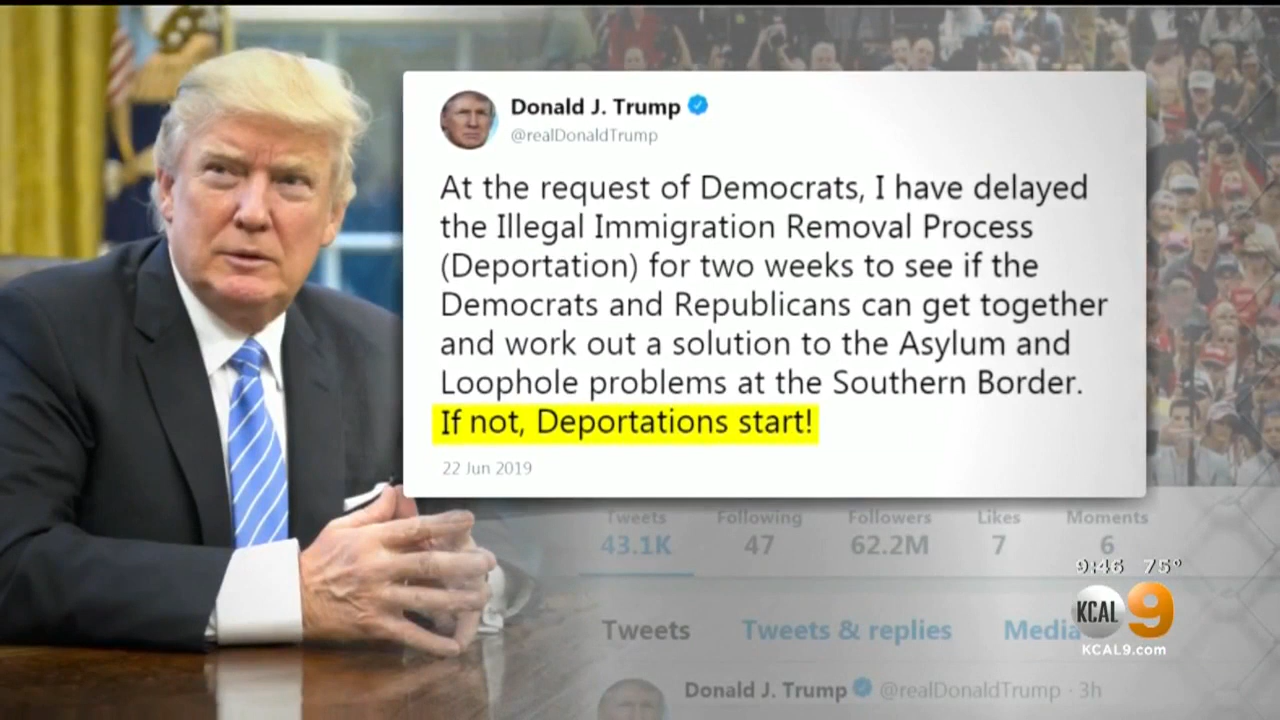 Donald J. Trump
@realDonaldTrump
At the request of Democrats, I have delayed
the Illegal Immigration Removal Process
(Deportation) for two weeks to see if the
Democrats and Republicans can get together
and work out a solution to the Asylum and
Loophole problems at the Southern Border.
If not, Deportations start!
22 Jun 2019
Tweets Following Followers Likes Moments
43.1K 47 62.2M 7 6
9:46 75°
Tweets Tweets & replies Media
KCAL 9
KCAL9.com
Donald J. Trump @realDonaldTrump · 3h